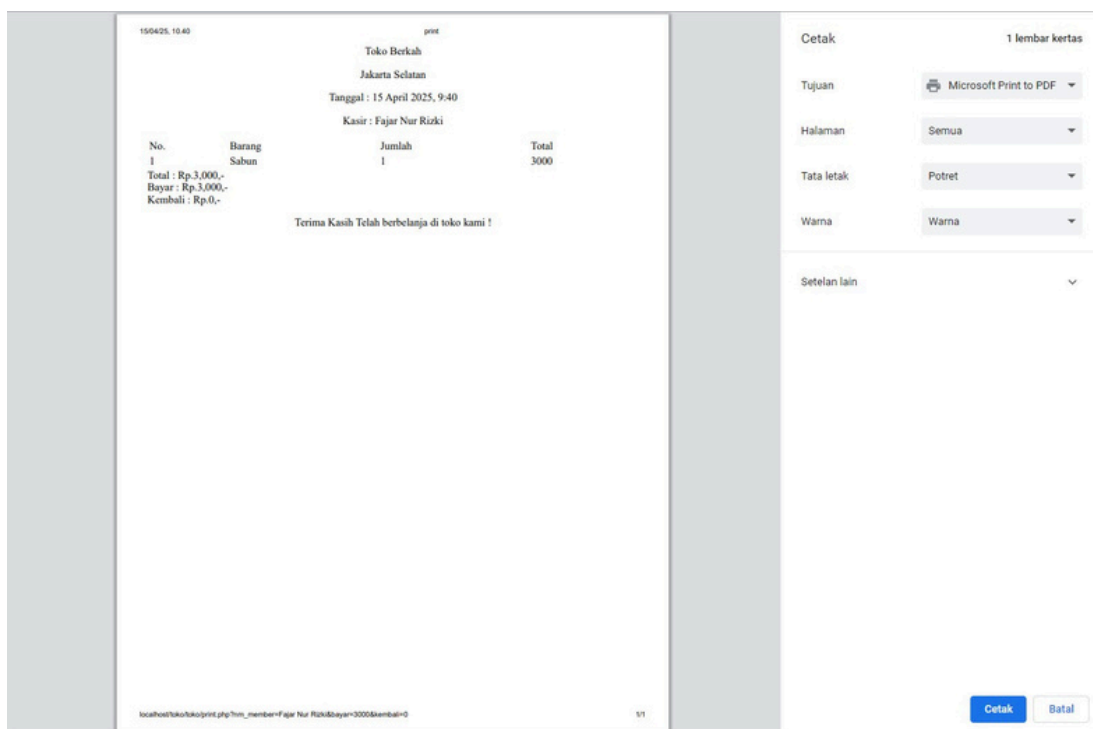 15/04/25, 10.40 print
Toko Berkah
Jakarta Selatan
Tanggal : 15 April 2025, 9:40
Kasir : Fajar Nur Rizki
No. Barang Jumlah Total
1 Sabun 1 3000
Total : Rp.3,000,-
Bayar : Rp.3,000,-
Kembali : Rp.0,-
Terima Kasih Telah berbelanja di toko kami !
localhost/toko/toko/print.php?nm_member=Fajar Nur Rizki&bayar=3000&kembali=0 1/1
Cetak 1 lembar kertas
Tujuan Microsoft Print to PDF
Halaman Semua
Tata letak Potret
Warna Warna
Setelan lain
Cetak Batal